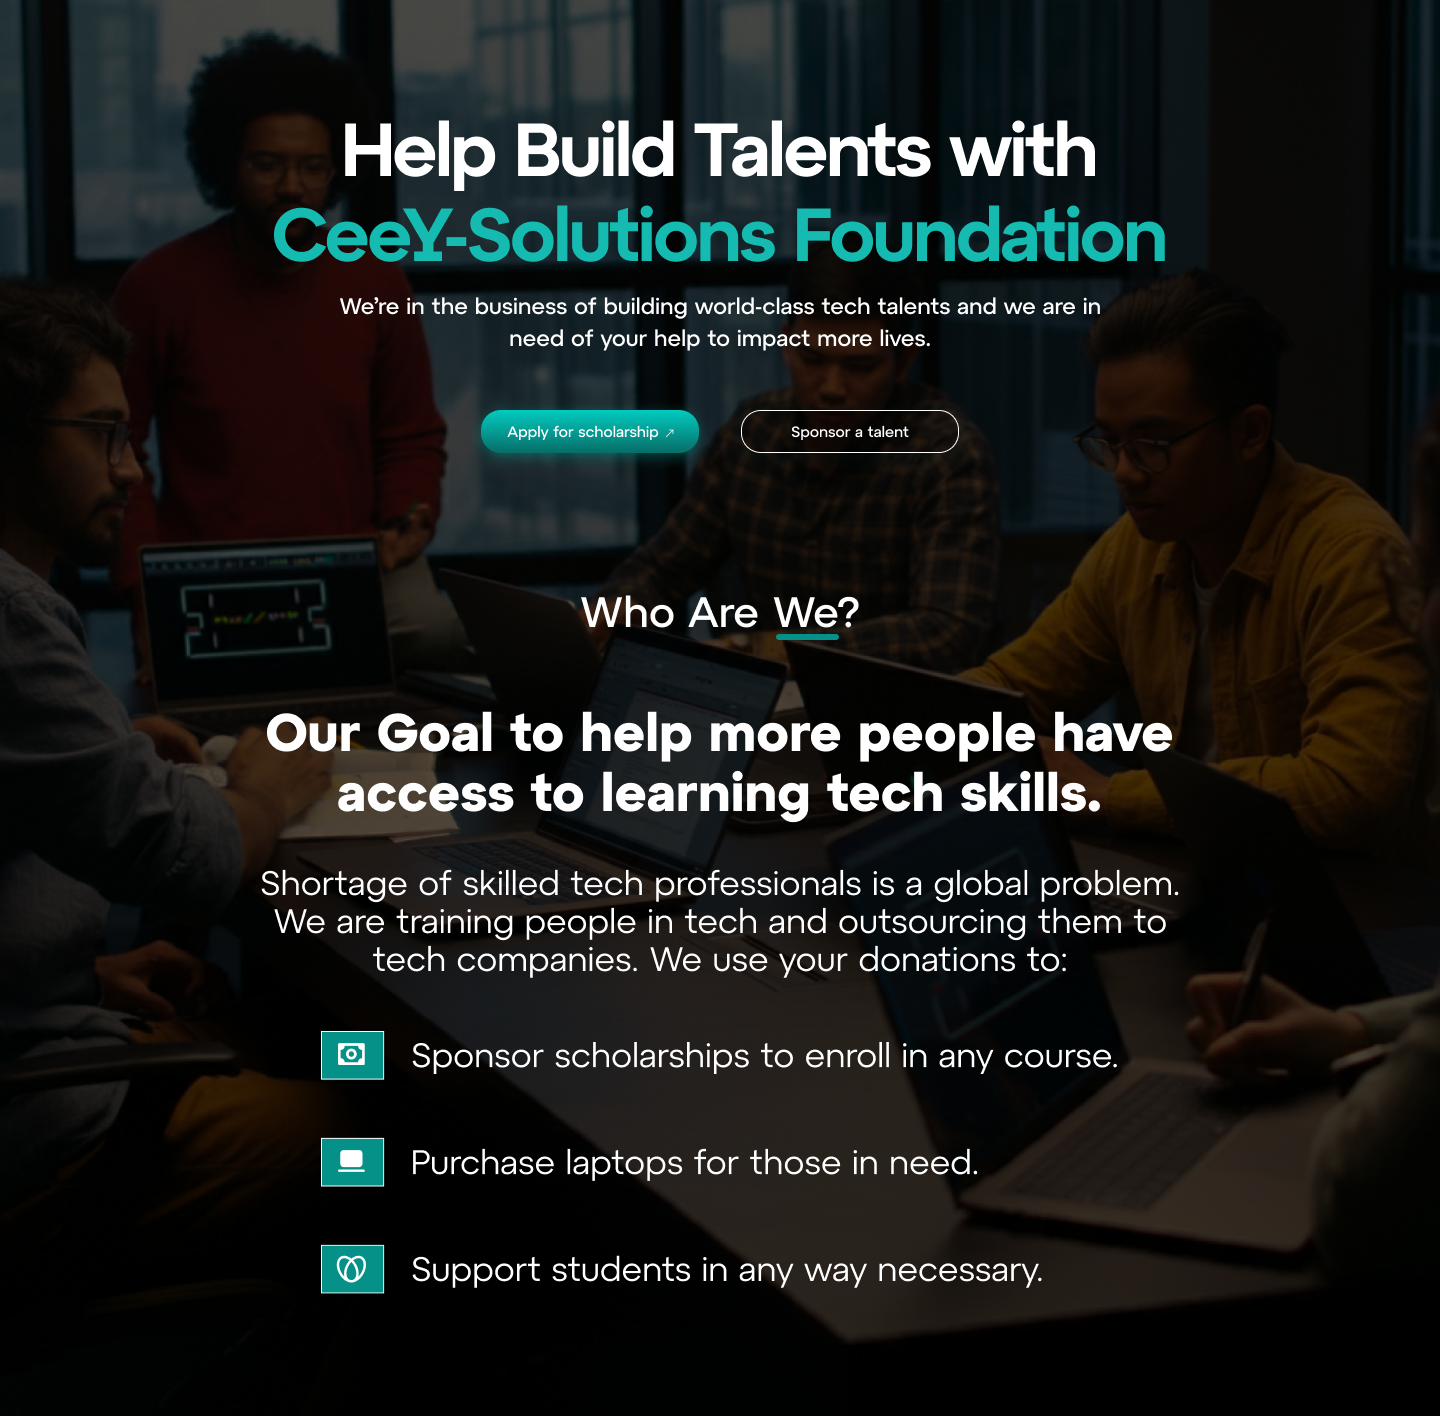 Help Build Talents with
CeeY-Solutions Foundation
We’re in the business of building world-class tech talents and we are in
need of your help to impact more lives.
Apply for scholarship ↗
Sponsor a talent
Who Are We?
Our Goal to help more people have
access to learning tech skills.
Shortage of skilled tech professionals is a global problem.
We are training people in tech and outsourcing them to
tech companies. We use your donations to:
Sponsor scholarships to enroll in any course.
Purchase laptops for those in need.
Support students in any way necessary.